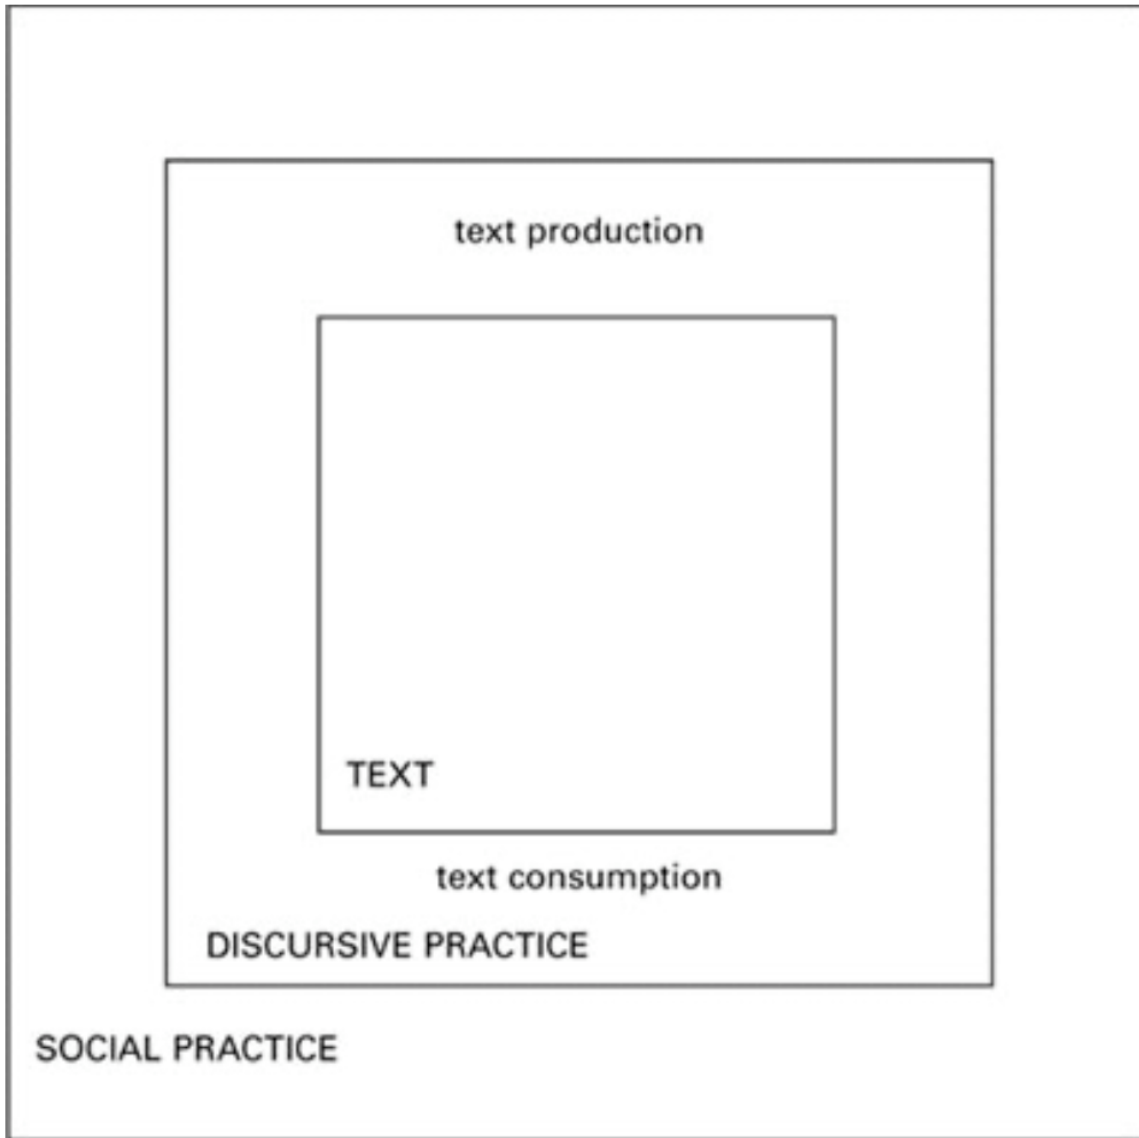 text production
TEXT
text consumption
DISCURSIVE PRACTICE
SOCIAL PRACTICE